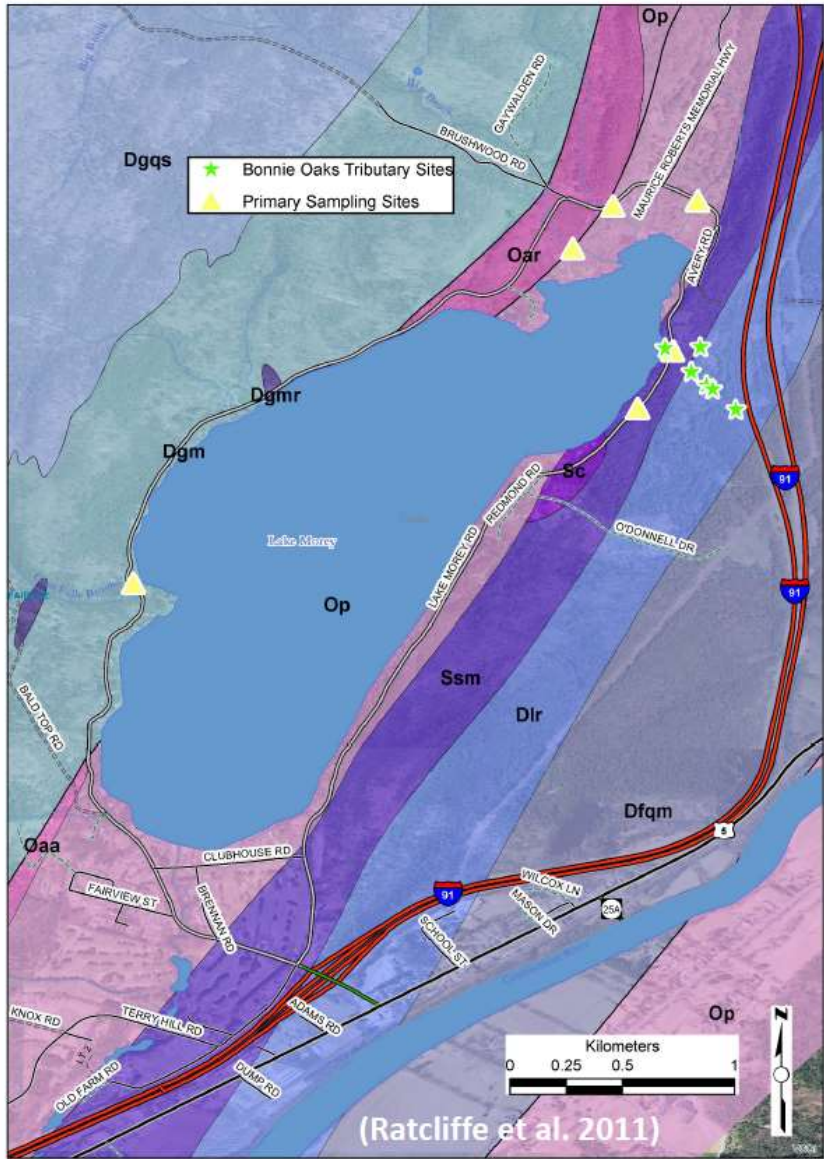 Op
Big Brook
GAYWALDEN RD
MAURICE ROBERTS MEMORIAL HWY
BRUSHWOOD RD
Dgqs
Bonnie Oaks Tributary Sites
Primary Sampling Sites
Oar
AVERY RD
Dgmr
Dgm
Sc
91
REDMOND RD
O'DONNELL DR
Lake Morey
LAKE MOREY RD
91
Op
Ssm
BALD TOP RD
Dlr
Dfqm
5
Oaa
CLUBHOUSE RD
FAIRVIEW ST
BRENNAN RD
91
WILCOX LN
MASON DR
25A
SCHOOL ST
ADAMS RD
KNOX RD
TERRY HILL RD
Op
N
Kilometers
0 0.25 0.5 1
OLD FARM RD
DUMP RD
(Ratcliffe et al. 2011)